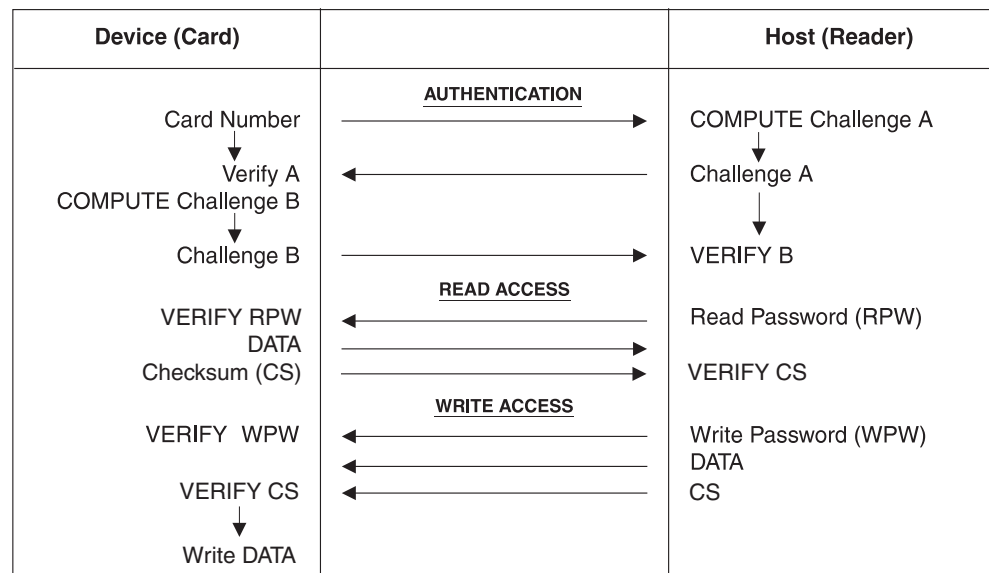 Device (Card) Host (Reader)
AUTHENTICATION
Card Number COMPUTE Challenge A
Verify A Challenge A
COMPUTE Challenge B
Challenge B VERIFY B
READ ACCESS
VERIFY RPW Read Password (RPW)
DATA
Checksum (CS) VERIFY CS
WRITE ACCESS
VERIFY WPW Write Password (WPW)
DATA
VERIFY CS CS
Write DATA